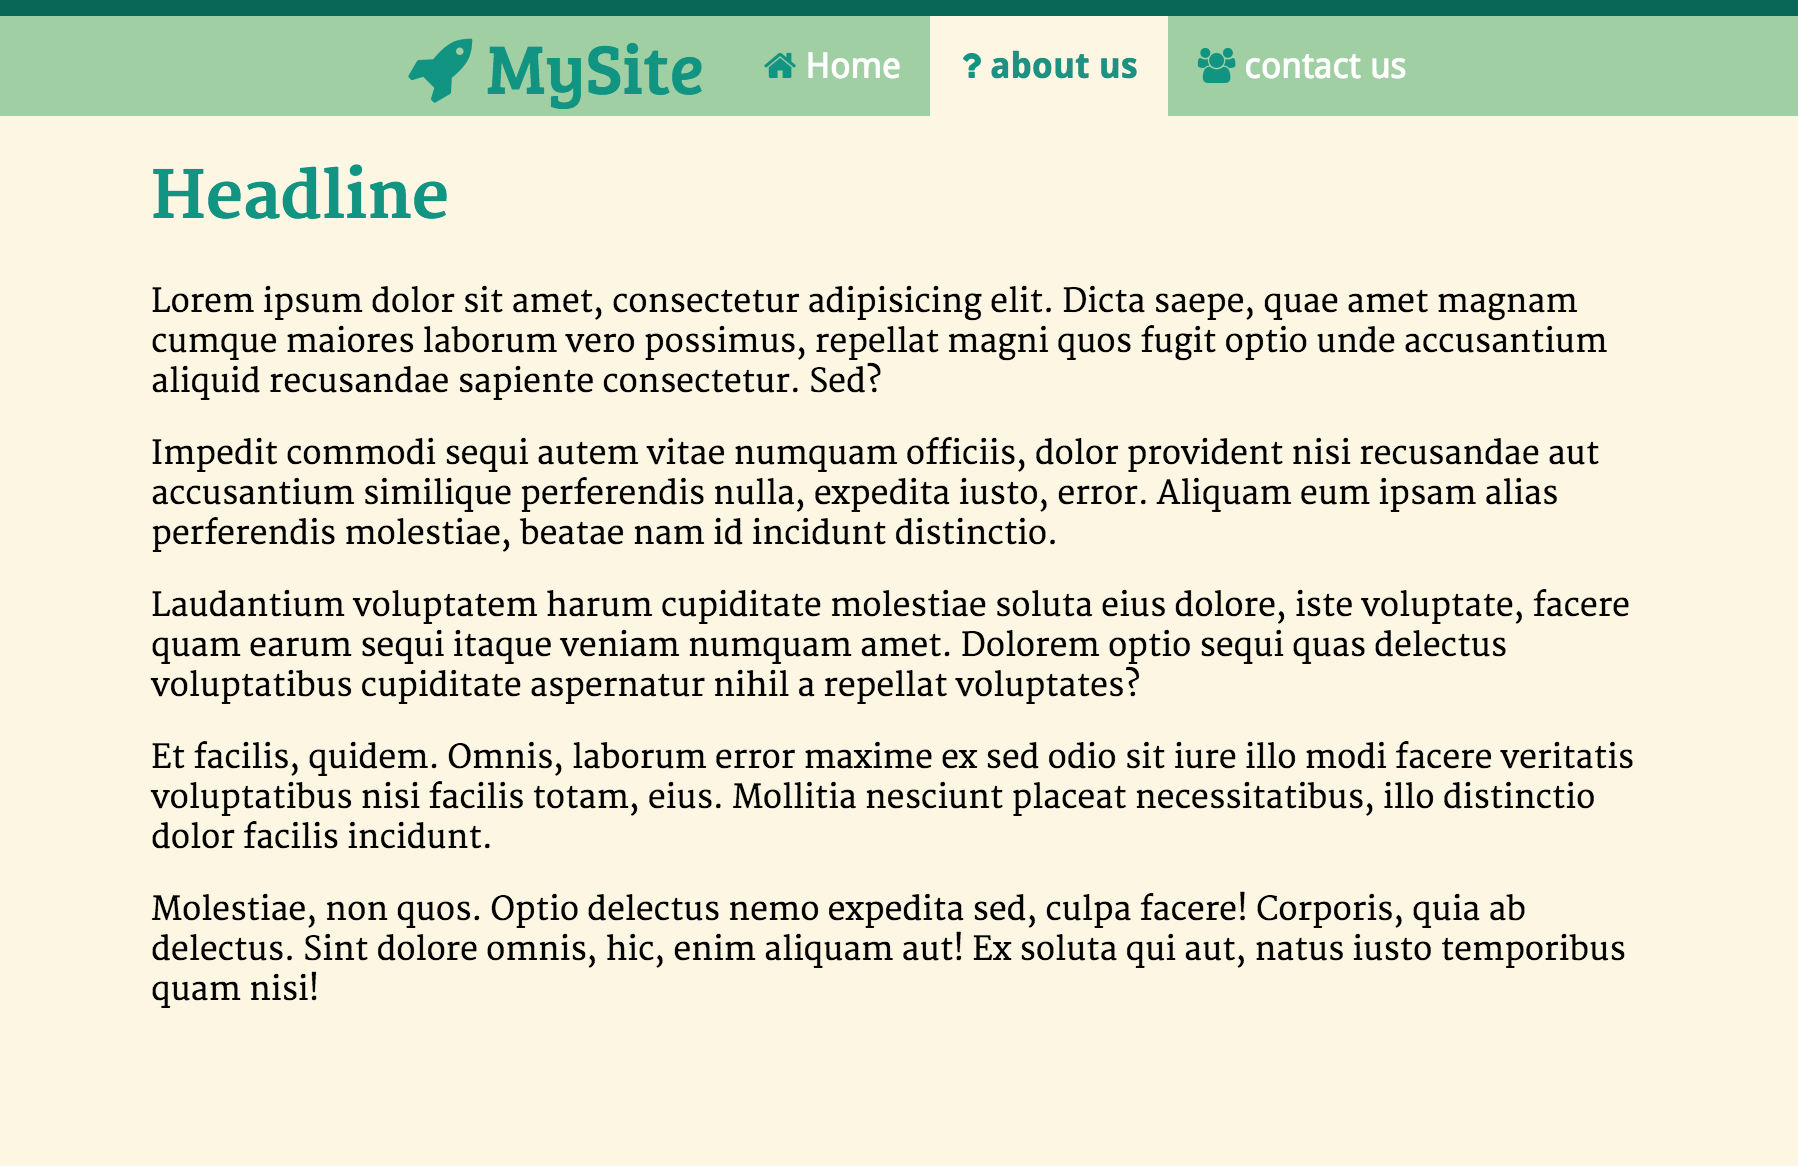 MySite Home ? about us contact us
Headline
Lorem ipsum dolor sit amet, consectetur adipisicing elit. Dicta saepe, quae amet magnam
cumque maiores laborum vero possimus, repellat magni quos fugit optio unde accusantium
aliquid recusandae sapiente consectetur. Sed?
Impedit commodi sequi autem vitae numquam officiis, dolor provident nisi recusandae aut
accusantium similique perferendis nulla, expedita iusto, error. Aliquam eum ipsam alias
perferendis molestiae, beatae nam id incidunt distinctio.
Laudantium voluptatem harum cupiditate molestiae soluta eius dolore, iste voluptate, facere
quam earum sequi itaque veniam numquam amet. Dolorem optio sequi quas delectus
voluptatibus cupiditate aspernatur nihil a repellat voluptates?
Et facilis, quidem. Omnis, laborum error maxime ex sed odio sit iure illo modi facere veritatis
voluptatibus nisi facilis totam, eius. Mollitia nesciunt placeat necessitatibus, illo distinctio
dolor facilis incidunt.
Molestiae, non quos. Optio delectus nemo expedita sed, culpa facere! Corporis, quia ab
delectus. Sint dolore omnis, hic, enim aliquam aut! Ex soluta qui aut, natus iusto temporibus
quam nisi!